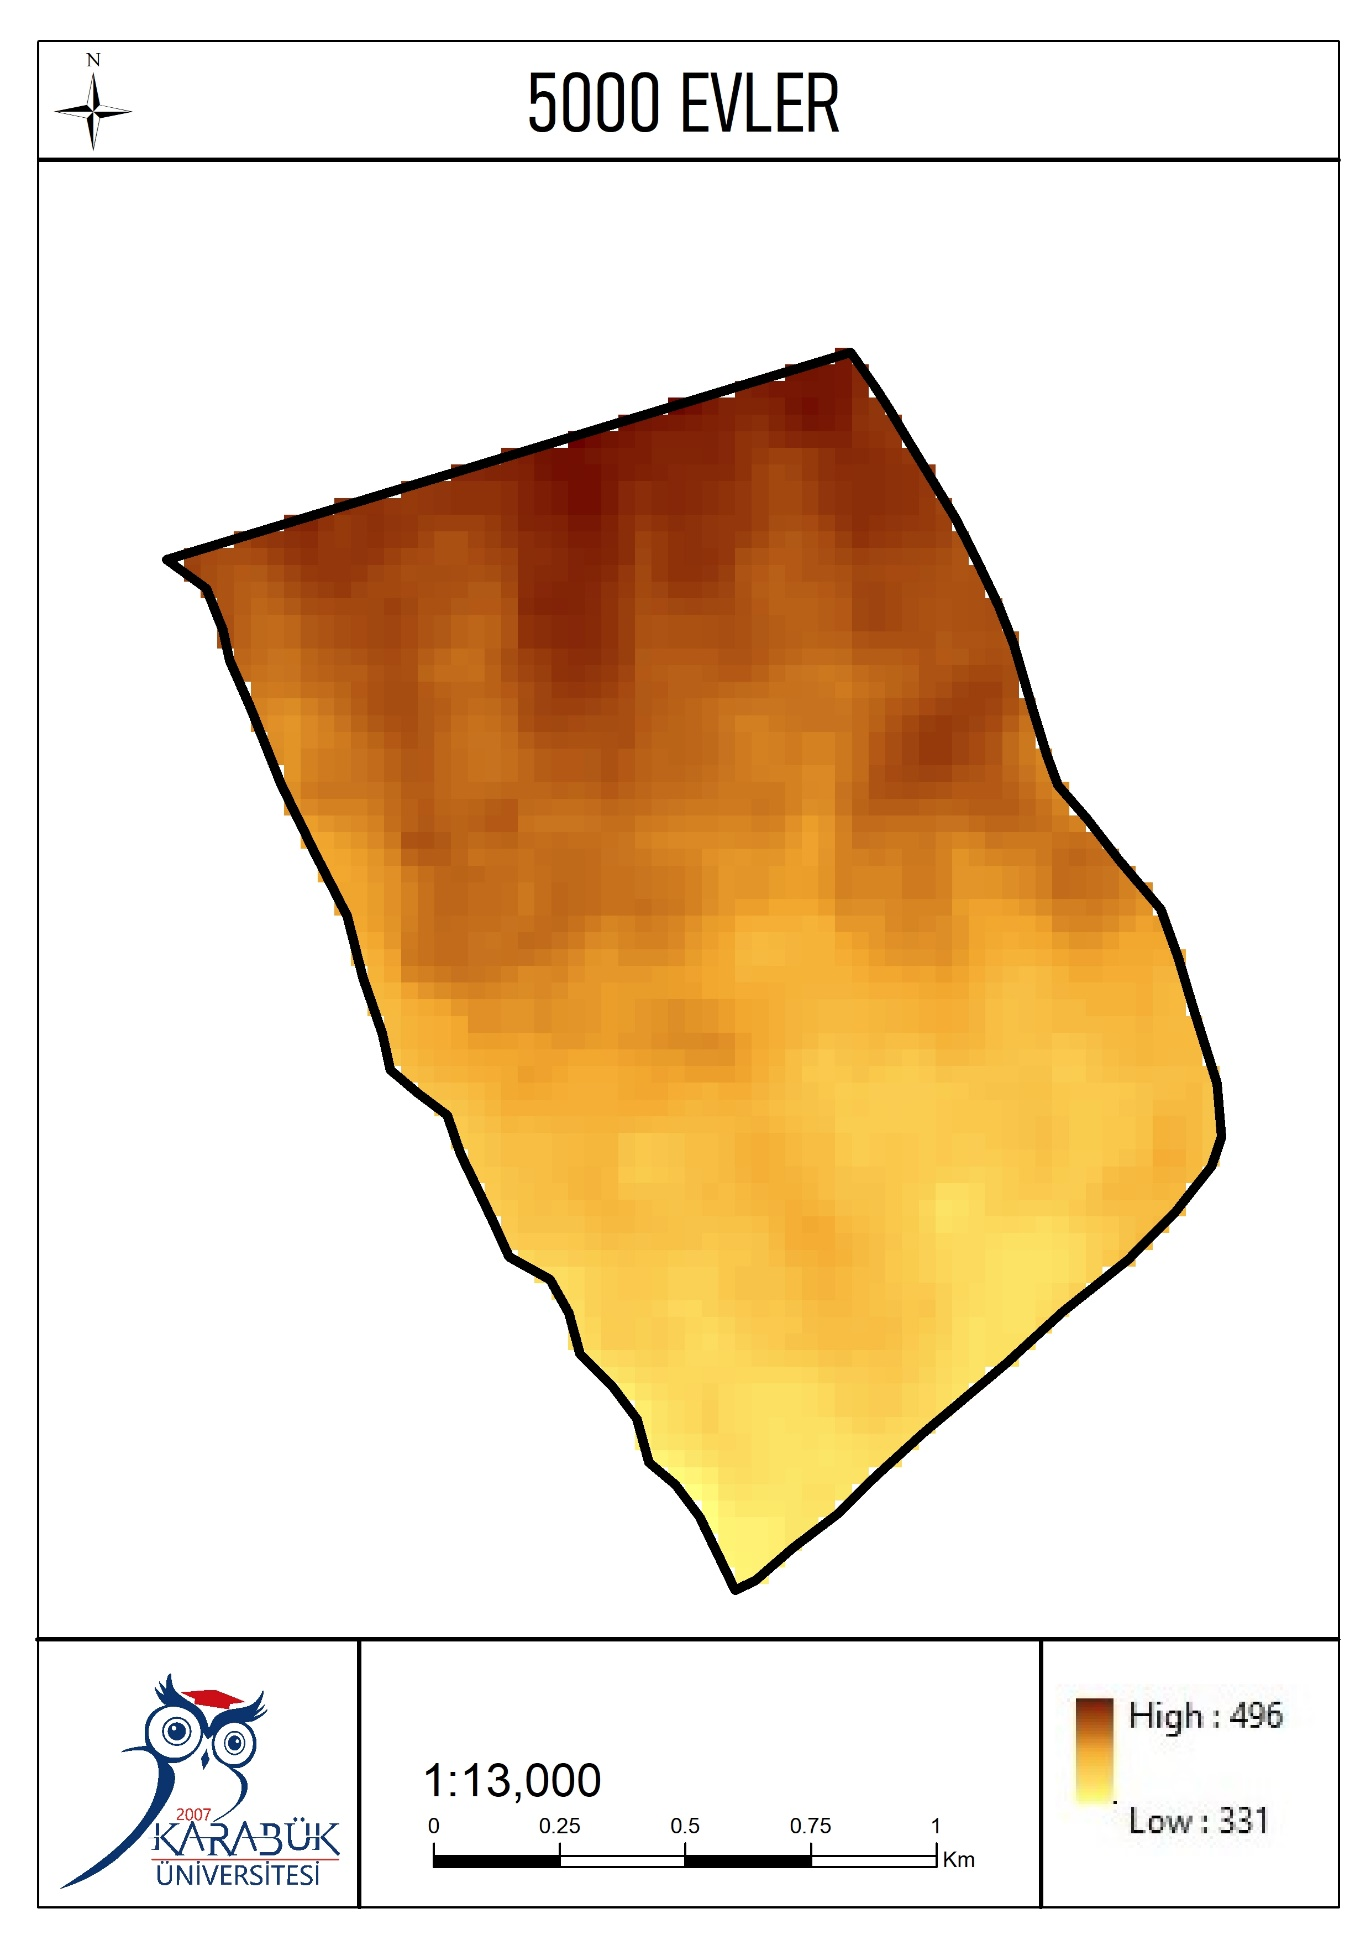 N
5000 EVLER
2007
KARABÜK
ÜNİVERSİTESİ
1:13,000
0 0.25 0.5 0.75 1
Km
High : 496
Low : 331